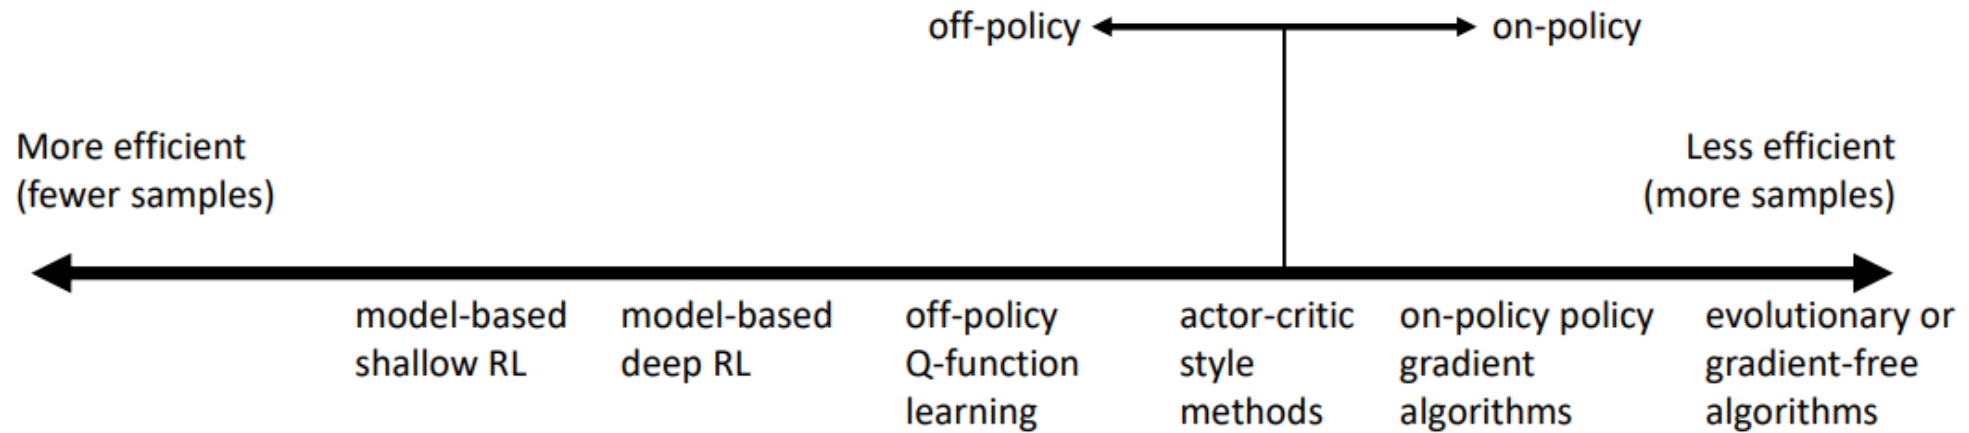 off-policy
on-policy
More efficient
(fewer samples)
Less efficient
(more samples)
model-based
shallow RL
model-based
deep RL
off-policy
Q-function
learning
actor-critic
style
methods
on-policy policy
gradient
algorithms
evolutionary or
gradient-free
algorithms